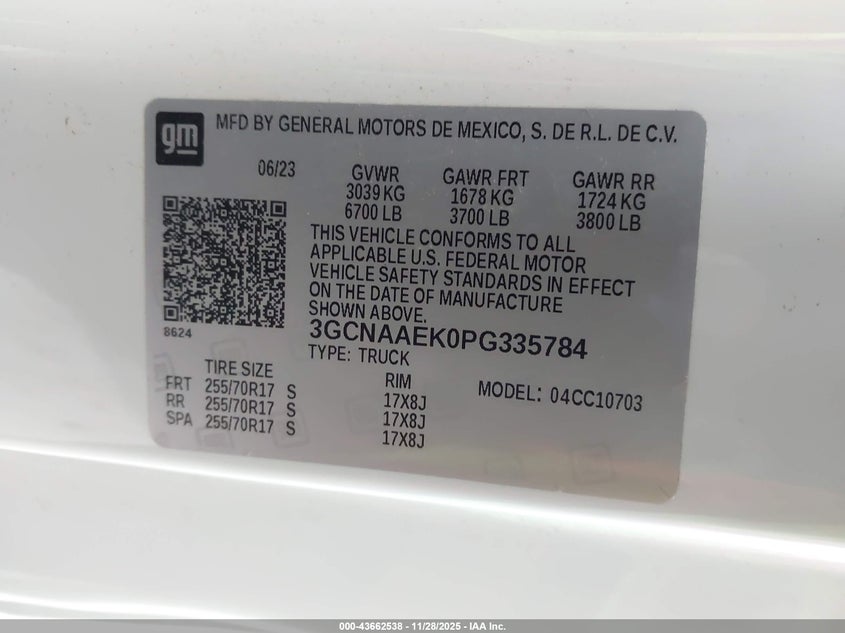 gm
MFD BY GENERAL MOTORS DE MEXICO, S. DE R.L. DE C.V.
06/23 GVWR GAWR FRT GAWR RR
3039 KG 1678 KG 1724 KG
6700 LB 3700 LB 3800 LB
THIS VEHICLE CONFORMS TO ALL
APPLICABLE U.S. FEDERAL MOTOR
VEHICLE SAFETY STANDARDS IN EFFECT
ON THE DATE OF MANUFACTURE
SHOWN ABOVE.
8624
3GCNAAEK0PG335784
TYPE: TRUCK
TIRE SIZE RIM
FRT 255/70R17 S 17X8J
RR 255/70R17 S 17X8J
SPA 255/70R17 S 17X8J
MODEL: 04CC10703
000-43662538 - 11/28/2025 - IAA Inc.